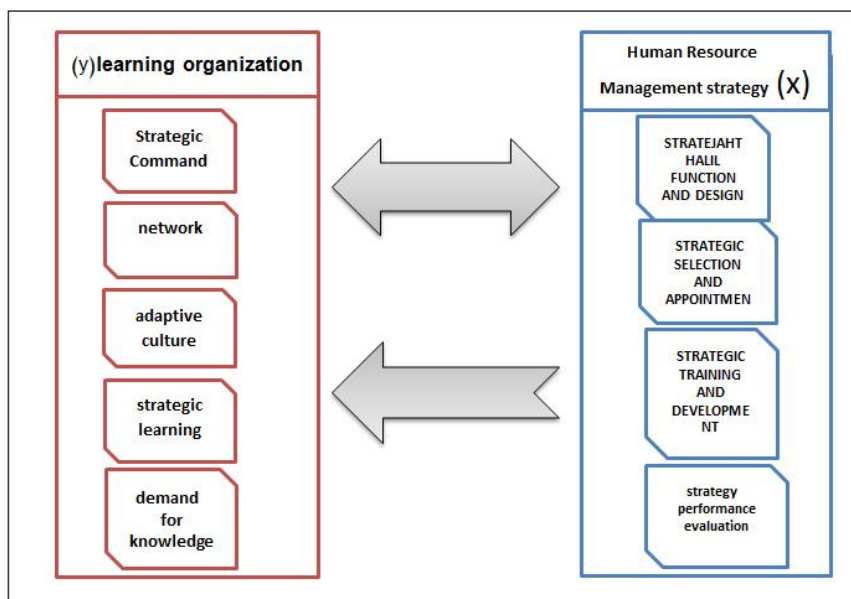 (y)learning organization
Strategic
Command
network
adaptive
culture
strategic
learning
demand
for
knowledge
Human Resource
Management strategy (x)
STRATEJAHT
HALIL
FUNCTION
AND DESIGN
STRATEGIC
SELECTION
AND
APPOINTMEN
STRATEGIC
TRAINING
AND
DEVELOPME
NT
strategy
performance
evaluation